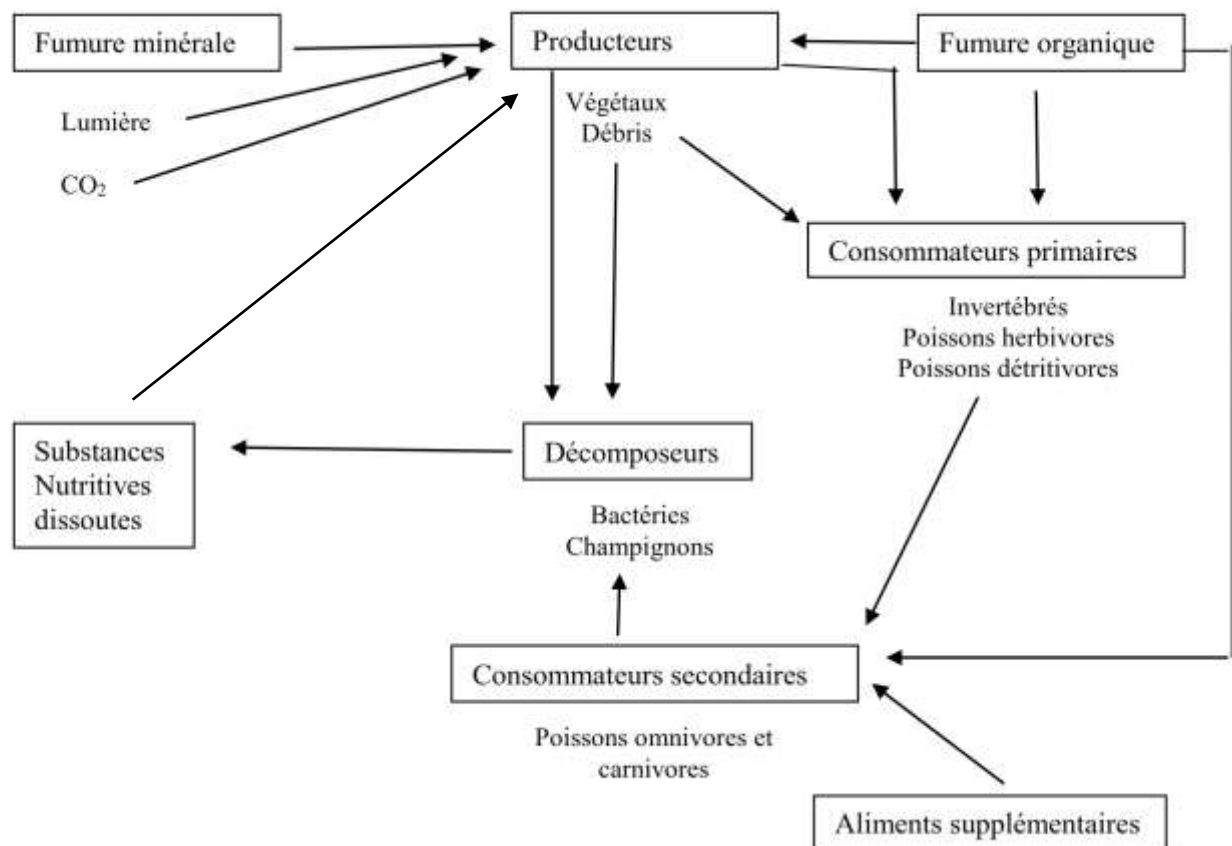 Fumure minérale
Producteurs
Fumure organique
Lumière
CO₂
Végétaux
Débris
Consommateurs primaires
Invertébrés
Poissons herbivores
Poissons détritivores
Substances
Nutritives
dissoutes
Décomposeurs
Bactéries
Champignons
Consommateurs secondaires
Poissons omnivores et
carnivores
Aliments supplémentaires